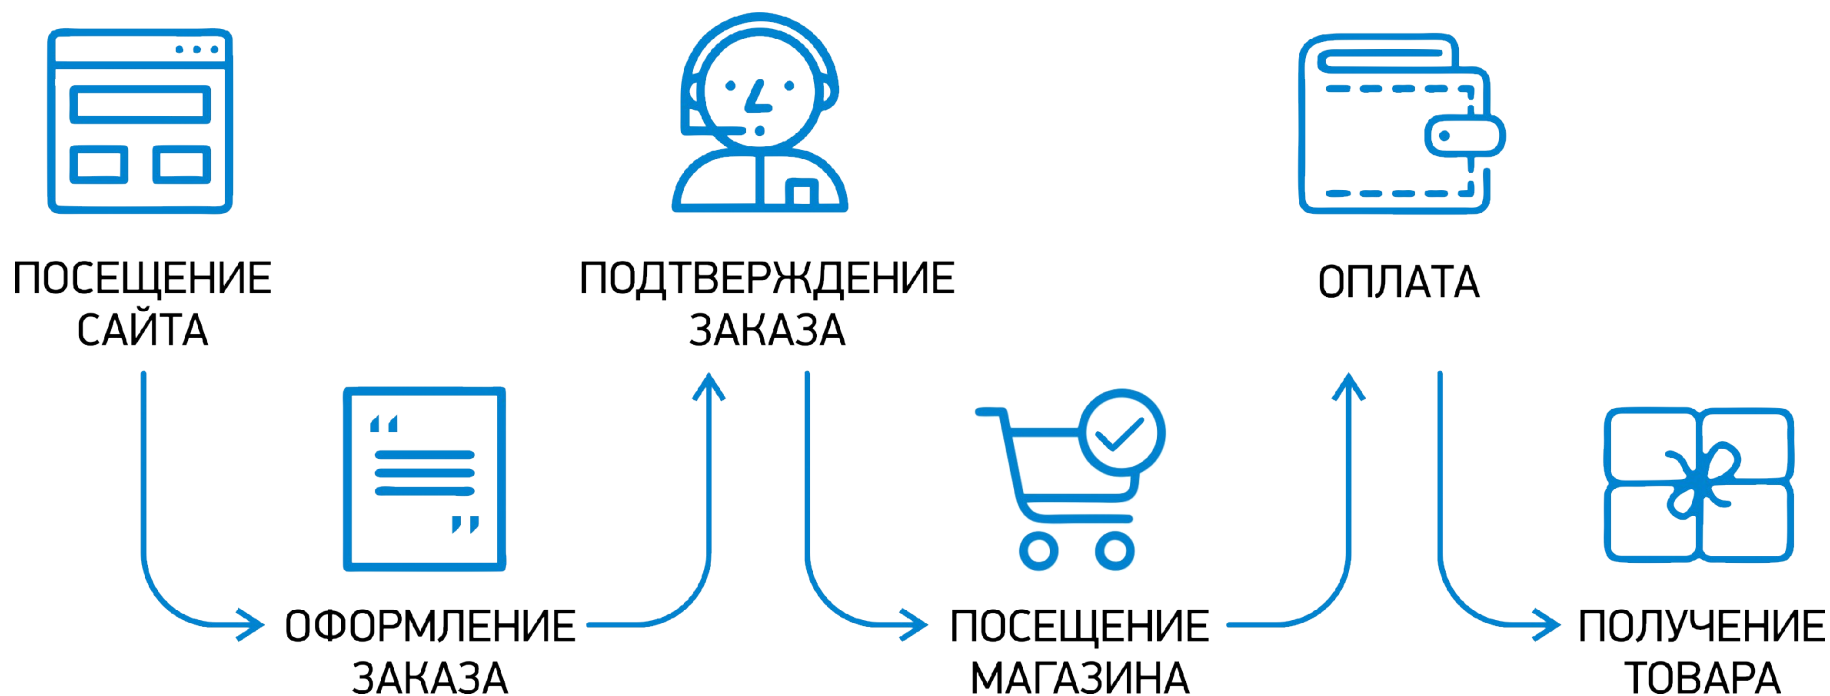 ПОСЕЩЕНИЕ
САЙТА
ОФОРМЛЕНИЕ
ЗАКАЗА
ПОДТВЕРЖДЕНИЕ
ЗАКАЗА
ПОСЕЩЕНИЕ
МАГАЗИНА
ОПЛАТА
ПОЛУЧЕНИЕ
ТОВАРА